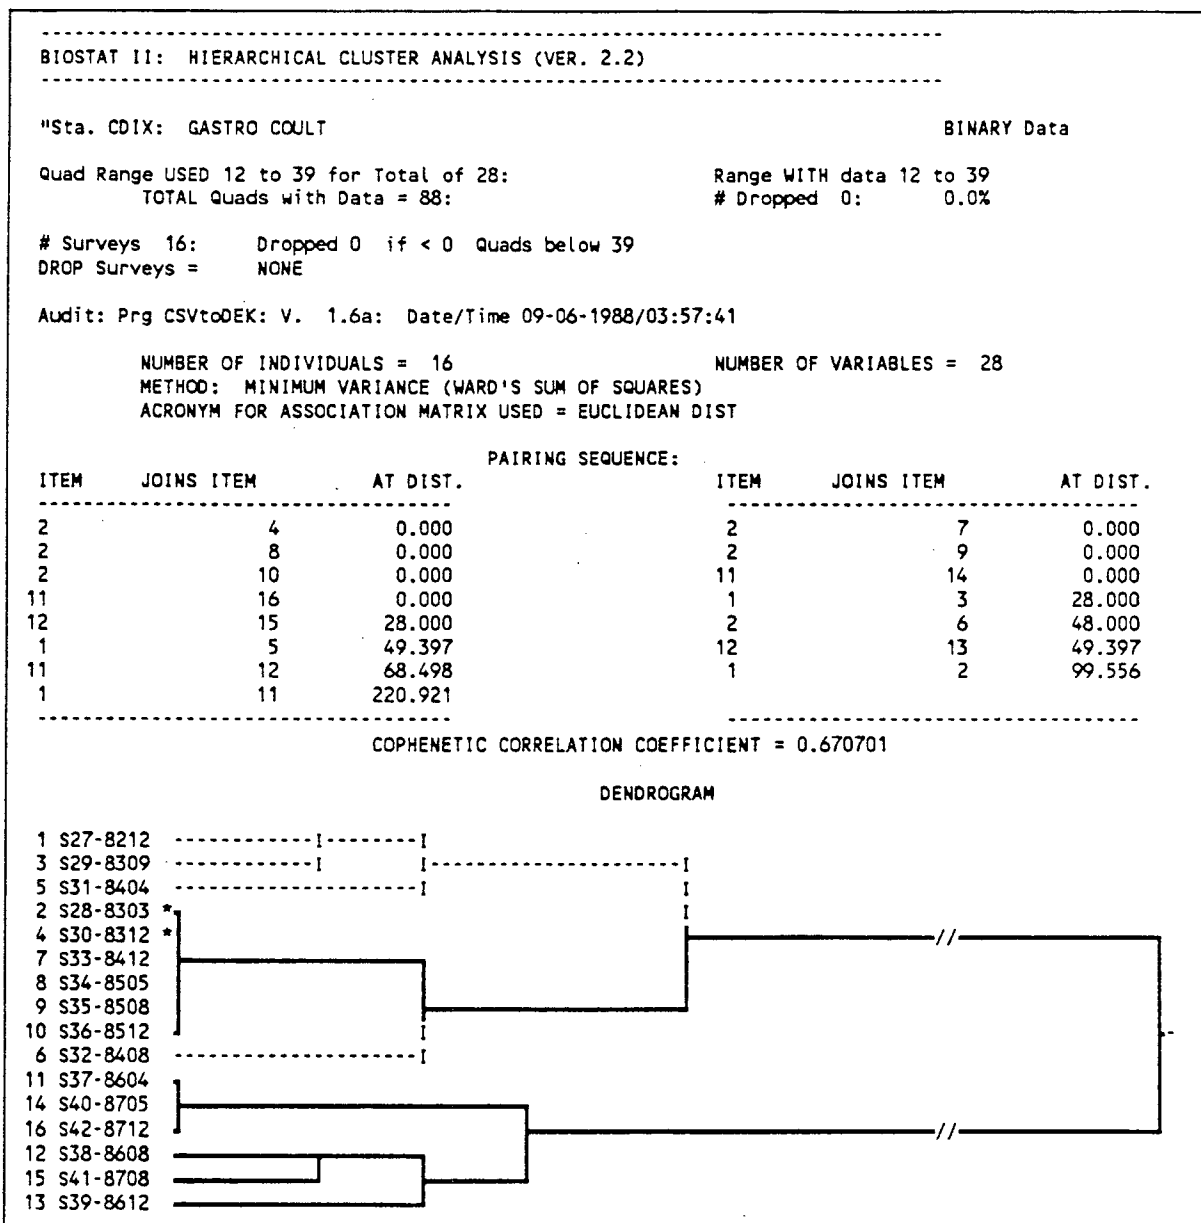 BIOSTAT II: HIERARCHICAL CLUSTER ANALYSIS (VER. 2.2)
"Sta. CDIX: GASTRO COULT BINARY Data
Quad Range USED 12 to 39 for Total of 28: Range WITH data 12 to 39
TOTAL Quads with Data = 88: # Dropped 0: 0.0%
# Surveys 16: Dropped 0 if < 0 Quads below 39
DROP Surveys = NONE
Audit: Prg CSVtoDEK: V. 1.6a: Date/Time 09-06-1988/03:57:41
NUMBER OF INDIVIDUALS = 16 NUMBER OF VARIABLES = 28
METHOD: MINIMUM VARIANCE (WARD'S SUM OF SQUARES)
ACRONYM FOR ASSOCIATION MATRIX USED = EUCLIDEAN DIST
PAIRING SEQUENCE:
ITEM JOINS ITEM AT DIST. ITEM JOINS ITEM AT DIST.
2 4 0.000 2 7 0.000
2 8 0.000 2 9 0.000
2 10 0.000 11 14 0.000
11 16 0.000 1 3 28.000
12 15 28.000 2 6 48.000
1 5 49.397 12 13 49.397
11 12 68.498 1 2 99.556
1 11 220.921
COPHENETIC CORRELATION COEFFICIENT = 0.670701
DENDROGRAM
1 S27-8212
3 S29-8309
5 S31-8404
2 S28-8303 *
4 S30-8312 *
7 S33-8412
8 S34-8505
9 S35-8508
10 S36-8512
6 S32-8408
11 S37-8604
14 S40-8705
16 S42-8712
12 S38-8608
15 S41-8708
13 S39-8612